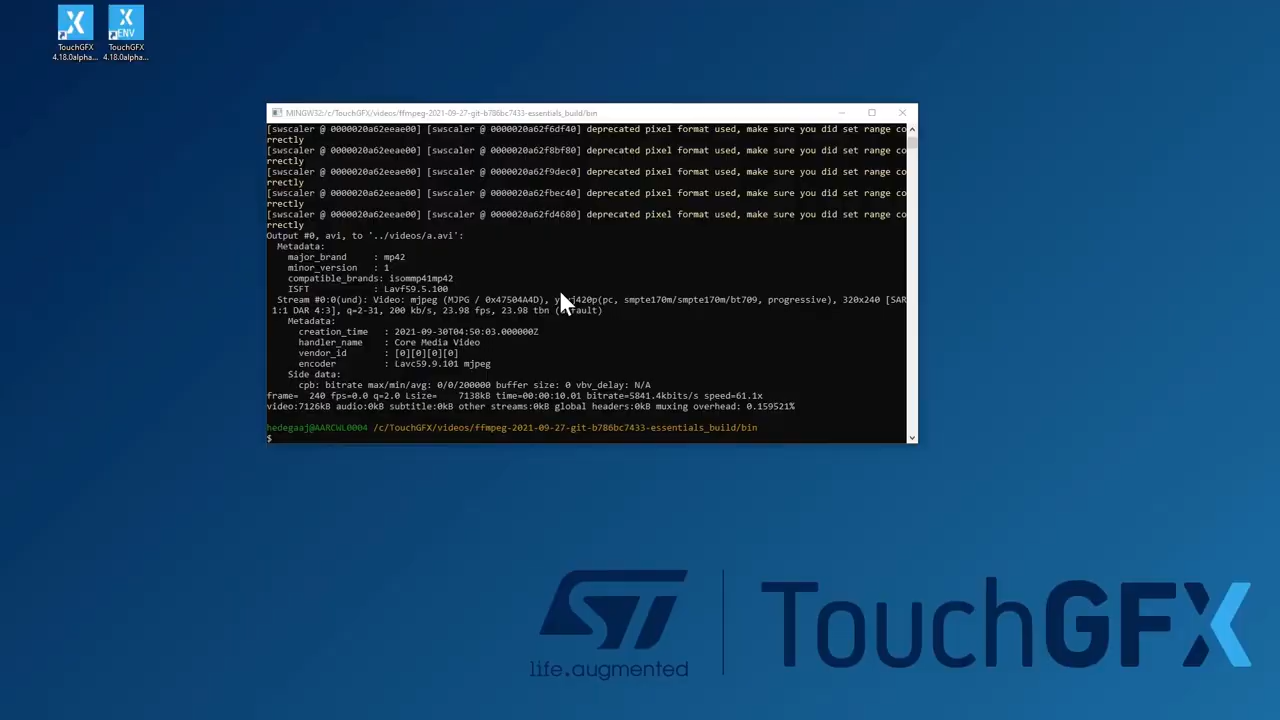 TouchGFX
4.18.0alpha...
ENV
TouchGFX
4.18.0alpha...
MINGW32:/c/TouchGFX/videos/ffmpeg-2021-09-27-git-b786bc7433-essentials_build/bin
[swscaler @ 0000020a62eeae00] [swscaler @ 0000020a62f6df40] deprecated pixel format used, make sure you did set range co
rrectly
[swscaler @ 0000020a62eeae00] [swscaler @ 0000020a62f8bf80] deprecated pixel format used, make sure you did set range co
rrectly
[swscaler @ 0000020a62eeae00] [swscaler @ 0000020a62f9dec0] deprecated pixel format used, make sure you did set range co
rrectly
[swscaler @ 0000020a62eeae00] [swscaler @ 0000020a62fbec40] deprecated pixel format used, make sure you did set range co
rrectly
[swscaler @ 0000020a62eeae00] [swscaler @ 0000020a62fd4680] deprecated pixel format used, make sure you did set range co
rrectly
Output #0, avi, to '../videos/a.avi':
Metadata:
major_brand : mp42
minor_version : 1
compatible_brands: isommp41mp42
ISFT : Lavf59.5.100
Stream #0:0(und): Video: mjpeg (MJPG / 0x47504A4D), 420p(pc, smpte170m/smpte170m/bt709, progressive), 320x240 [SAR
1:1 DAR 4:3], q=2-31, 200 kb/s, 23.98 fps, 23.98 tbn
Metadata:
creation_time : 2021-09-30T04:50:03.000000Z
handler_name : Core Media Video
vendor_id : [0][0][0][0]
encoder : Lavc59.9.101 mjpeg
Side data:
cpb: bitrate max/min/avg: 0/0/200000 buffer size: 0 vbv_delay: N/A
frame= 240 fps=0.0 q=2.0 Lsize= 7138kB time=00:00:10.01 bitrate=5841.4kbits/s speed=61.1x
video:7126kB audio:0kB subtitle:0kB other streams:0kB global headers:0kB muxing overhead: 0.159521%
hedegaaj@AARCWL0004 /c/TouchGFX/videos/ffmpeg-2021-09-27-git-b786bc7433-essentials_build/bin
$
ST
life.augmented
TouchGFX